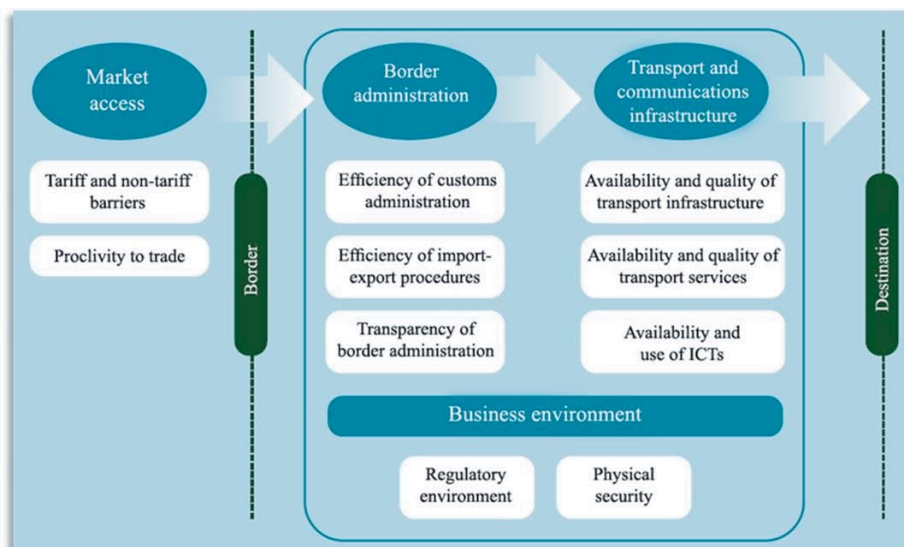 Market
access
Tariff and non-tariff
barriers
Proclivity to trade
Border
Border
administration
Efficiency of customs
administration
Efficiency of import-
export procedures
Transparency of
border administration
Transport and
communications
infrastructure
Availability and quality of
transport infrastructure
Availability and quality of
transport services
Availability and
use of ICTs
Business environment
Regulatory
environment
Physical
security
Destination